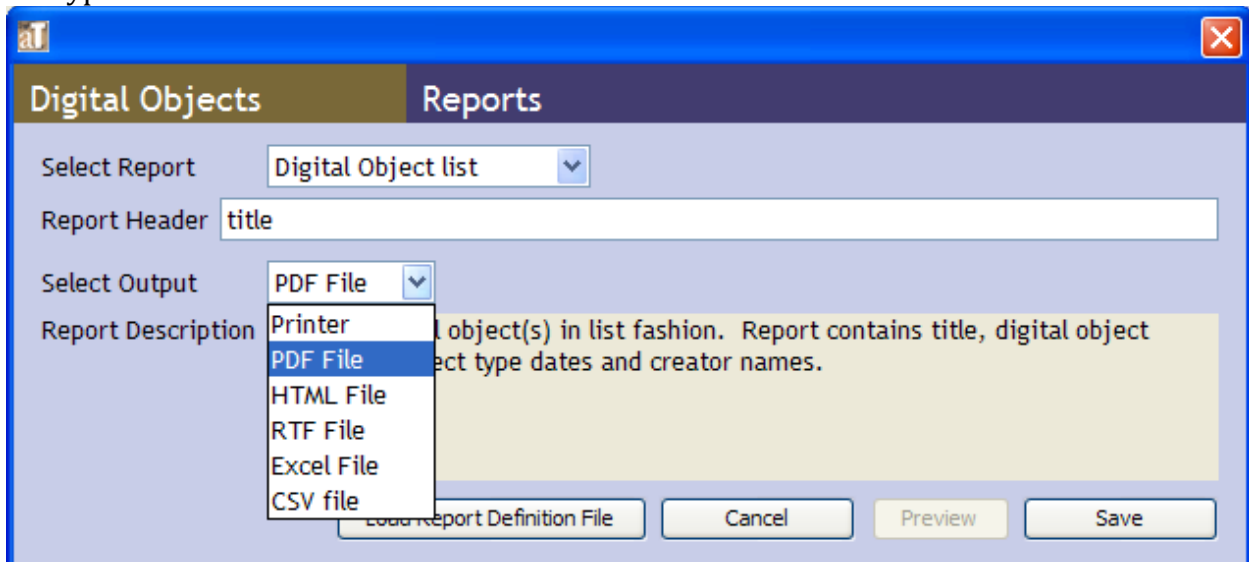 aT
Digital Objects Reports
Select Report Digital Object list
Report Header title
Select Output PDF File
Report Description Printer l object(s) in list fashion. Report contains title, digital object
PDF File ect type dates and creator names.
HTML File
RTF File
Excel File
CSV file
Report Definition File Cancel Preview Save